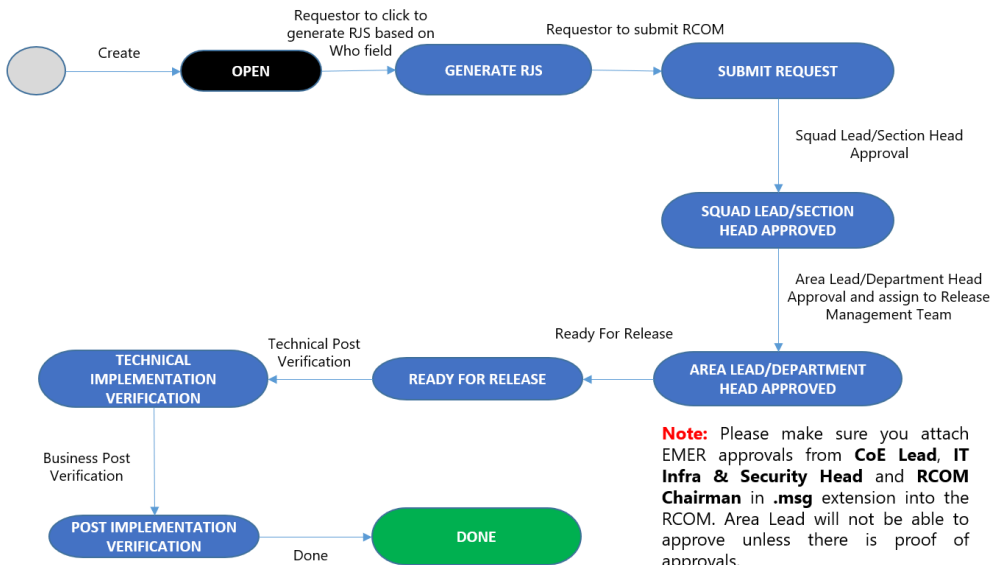 Create
OPEN
Requestor to click to
generate RJS based on
Who field
GENERATE RJS
Requestor to submit RCOM
SUBMIT REQUEST
Squad Lead/Section Head
Approval
SQUAD LEAD/SECTION
HEAD APPROVED
Area Lead/Department Head
Approval and assign to Release
Management Team
AREA LEAD/DEPARTMENT
HEAD APPROVED
Ready For Release
READY FOR RELEASE
Technical Post
Verification
TECHNICAL
IMPLEMENTATION
VERIFICATION
Business Post
Verification
POST IMPLEMENTATION
VERIFICATION
Done
DONE
Note: Please make sure you attach
EMER approvals from CoE Lead, IT
Infra & Security Head and RCOM
Chairman in .msg extension into the
RCOM. Area Lead will not be able to
approve unless there is proof of
approvals.